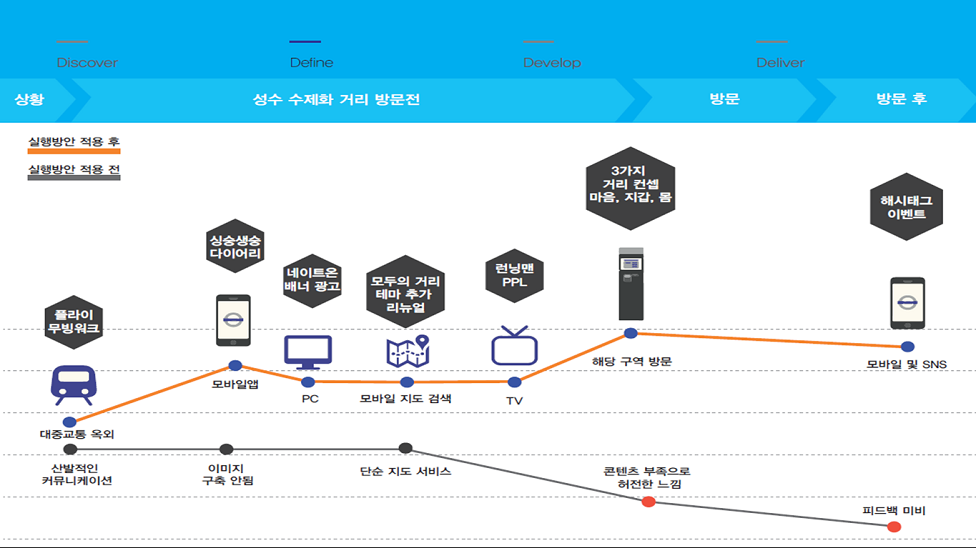 Discover
Define
Develop
Deliver
상황
성수 수제화 거리 방문전
방문
방문 후
실행방안 적용 후
실행방안 적용 전
플라이
무빙워크
싱숭생숭
다이어리
네이트온
배너 광고
모두의 거리
테마 추가
리뉴얼
런닝맨
PPL
3가지
거리 컨셉
마음, 지갑, 몸
해시태그
이벤트
대중교통 옥외
모바일앱
PC
모바일 지도 검색
TV
해당 구역 방문
모바일 및 SNS
산발적인
커뮤니케이션
이미지
구축 안됨
단순 지도 서비스
콘텐츠 부족으로
허전한 느낌
피드백 미비